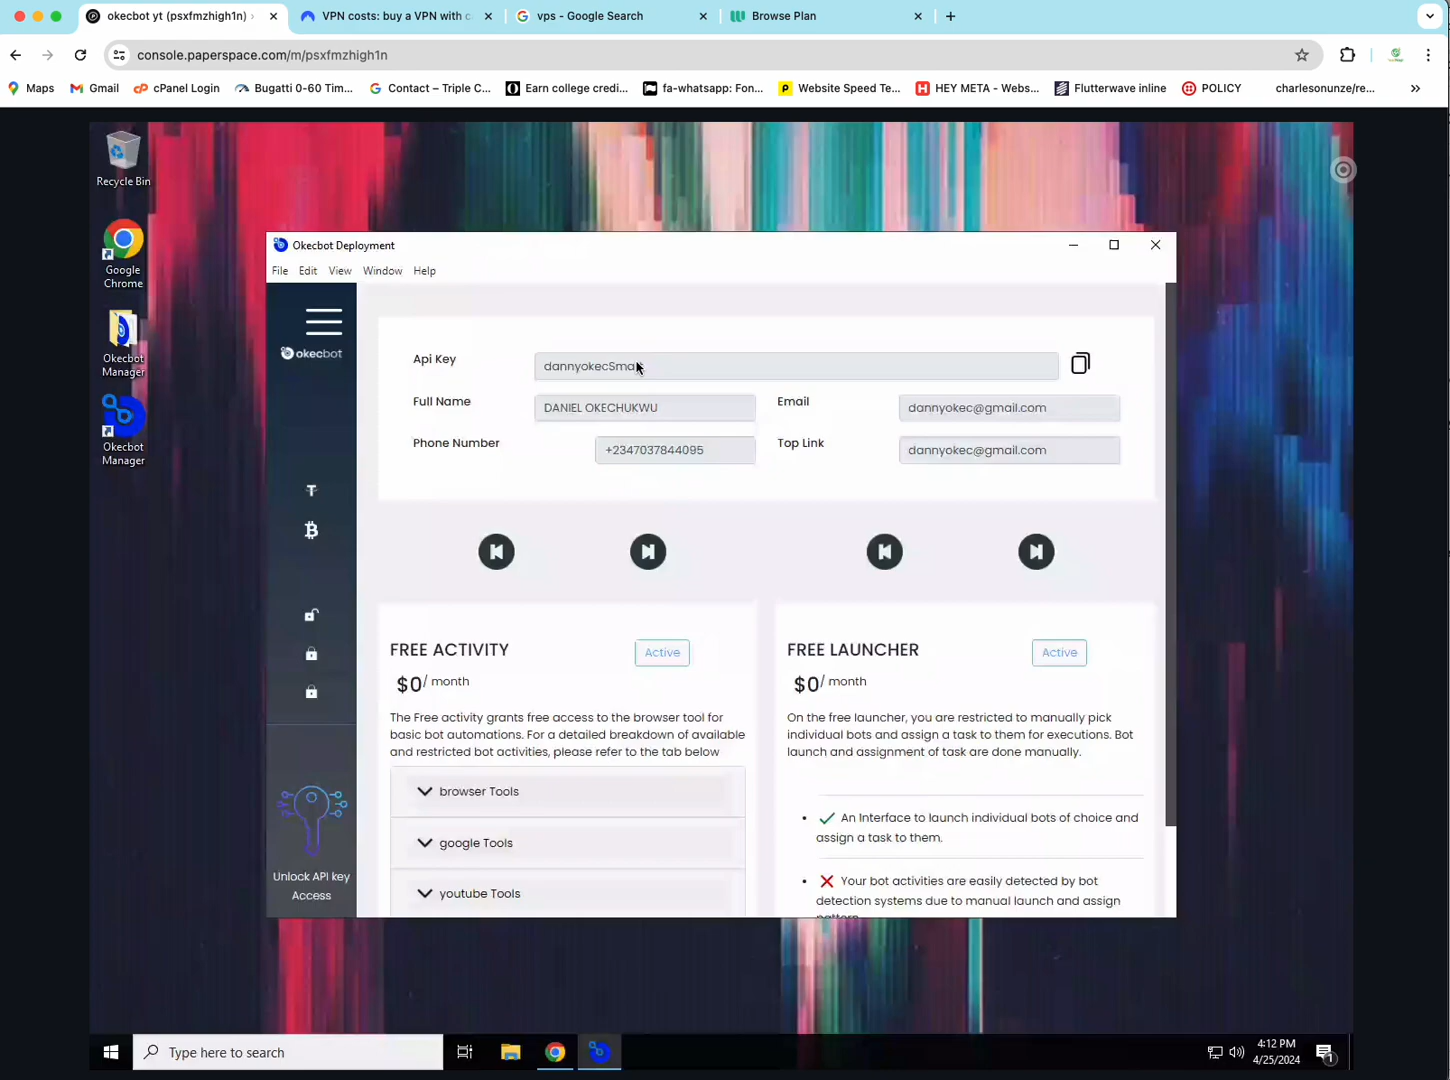 okecbot yt (psxfmzhigh1n)
VPN costs: buy a VPN with c
vps - Google Search
Browse Plan
console.paperspace.com/m/psxfmzhigh1n
Maps
Gmail
cPanel Login
Bugatti 0-60 Tim...
Contact – Triple C...
Earn college credi...
fa-whatsapp: Fon...
Website Speed Te...
HEY META - Webs...
Flutterwave inline
POLICY
charlesonunze/re...
Recycle Bin
Google
Chrome
Okecbot
Manager
Okecbot
Manager
Okecbot Deployment
File Edit View Window Help
okecbot
Unlock API key
Access
Api Key
Full Name
DANIEL OKECHUKWU
Email
dannyokec@gmail.com
Phone Number
+2347037844095
Top Link
dannyokec@gmail.com
FREE ACTIVITY
Active
$0/ month
The Free activity grants free access to the browser tool for
basic bot automations. For a detailed breakdown of available
and restricted bot activities, please refer to the tab below
browser Tools
google Tools
youtube Tools
FREE LAUNCHER
Active
$0/ month
On the free launcher, you are restricted to manually pick
individual bots and assign a task to them for executions. Bot
launch and assignment of task are done manually.
An Interface to launch individual bots of choice and
assign a task to them.
Your bot activities are easily detected by bot
detection systems due to manual launch and assign
Type here to search
4:12 PM
4/25/2024
1